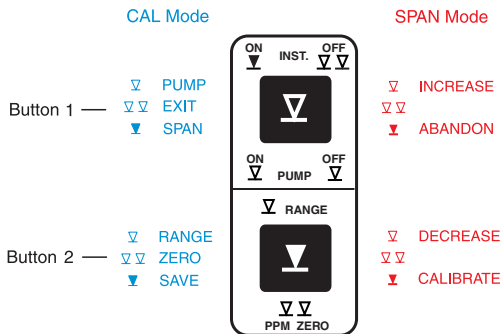 CAL Mode SPAN Mode
ON INST. OFF
PUMP INCREASE
Button 1 EXIT
SPAN ABANDON
ON PUMP OFF
RANGE
RANGE DECREASE
Button 2 ZERO
SAVE CALIBRATE
PPM ZERO